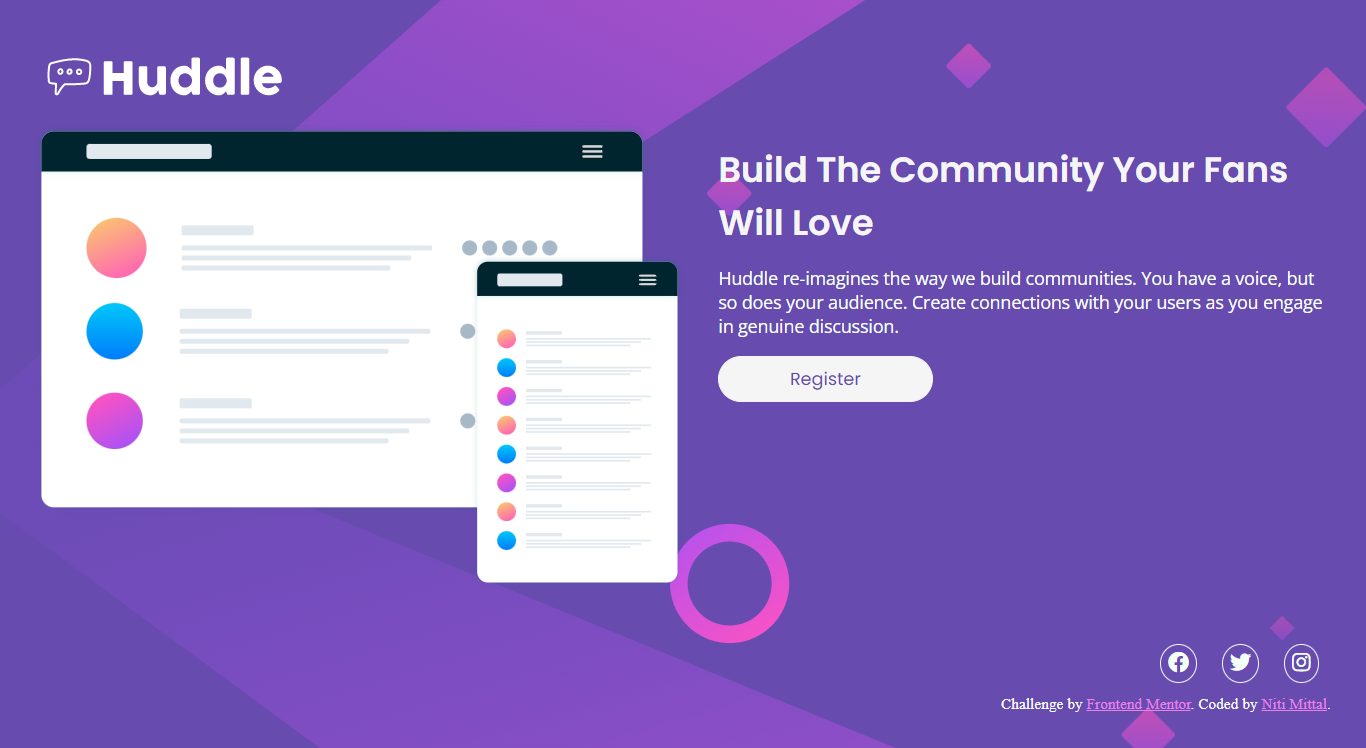 Huddle
Build The Community Your Fans
Will Love
Huddle re-imagines the way we build communities. You have a voice, but
so does your audience. Create connections with your users as you engage
in genuine discussion.
Register
Challenge by Frontend Mentor. Coded by Niti Mittal.